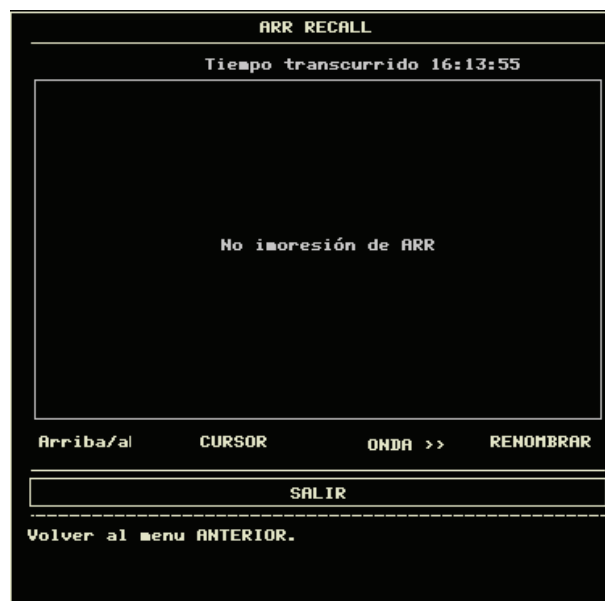 ARR RECALL
Tiempo transcurrido 16:13:55
No imoresión de ARR
Arriba/a CURSOR ONDA >> RENOMBRAR
SALIR
Volver al menu ANTERIOR.